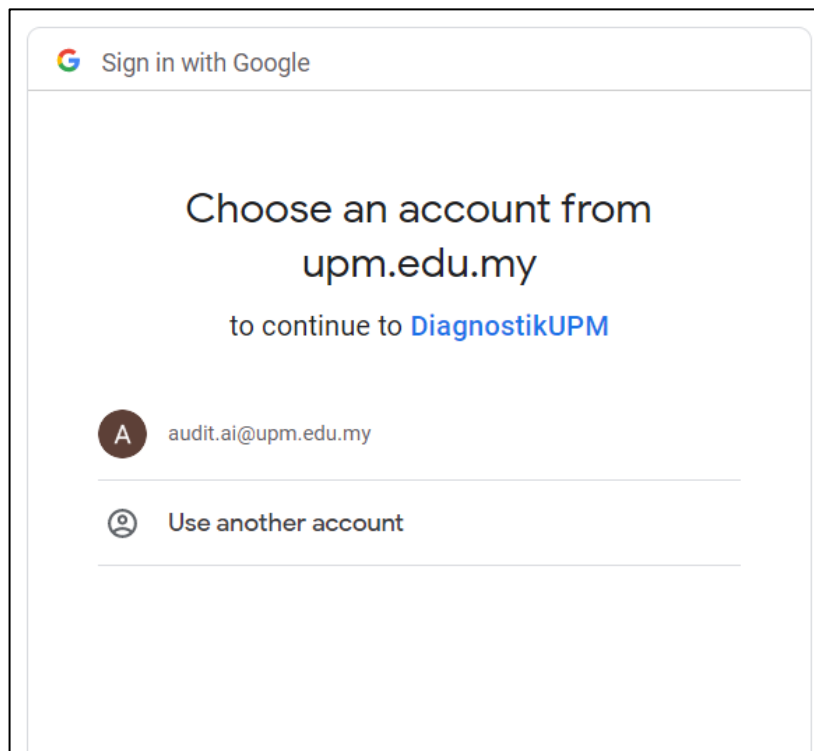 Sign in with Google
Choose an account from
upm.edu.my
to continue to DiagnostikUPM
A
audit.ai@upm.edu.my
Use another account